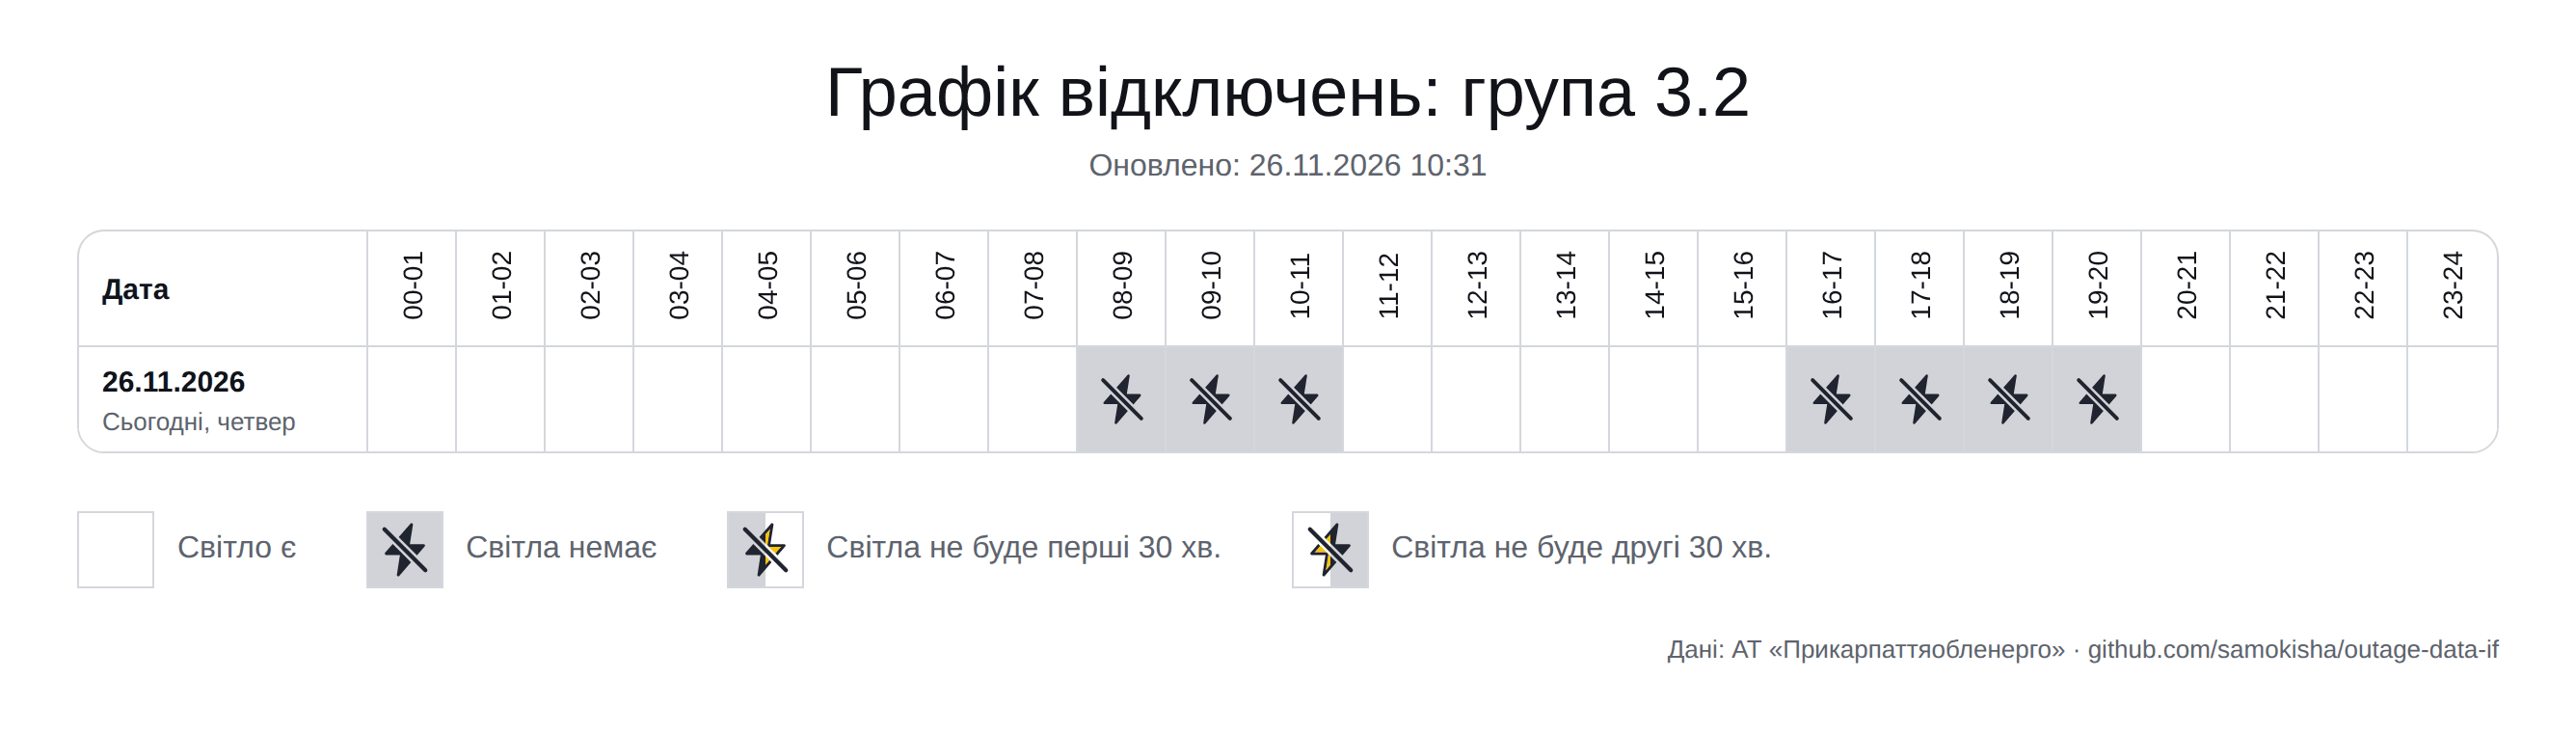 Графік відключень: група 3.2
Оновлено: 26.11.2026 10:31
Дата 00-01 01-02 02-03 03-04 04-05 05-06 06-07 07-08 08-09 09-10 10-11 11-12 12-13 13-14 14-15 15-16 16-17 17-18 18-19 19-20 20-21 21-22 22-23 23-24
26.11.2026
Сьогодні, четвер
Світло є Світла немає Світла не буде перші 30 хв. Світла не буде другі 30 хв.
Дані: АТ «Прикарпаттяобленерго» · github.com/samokisha/outage-data-if